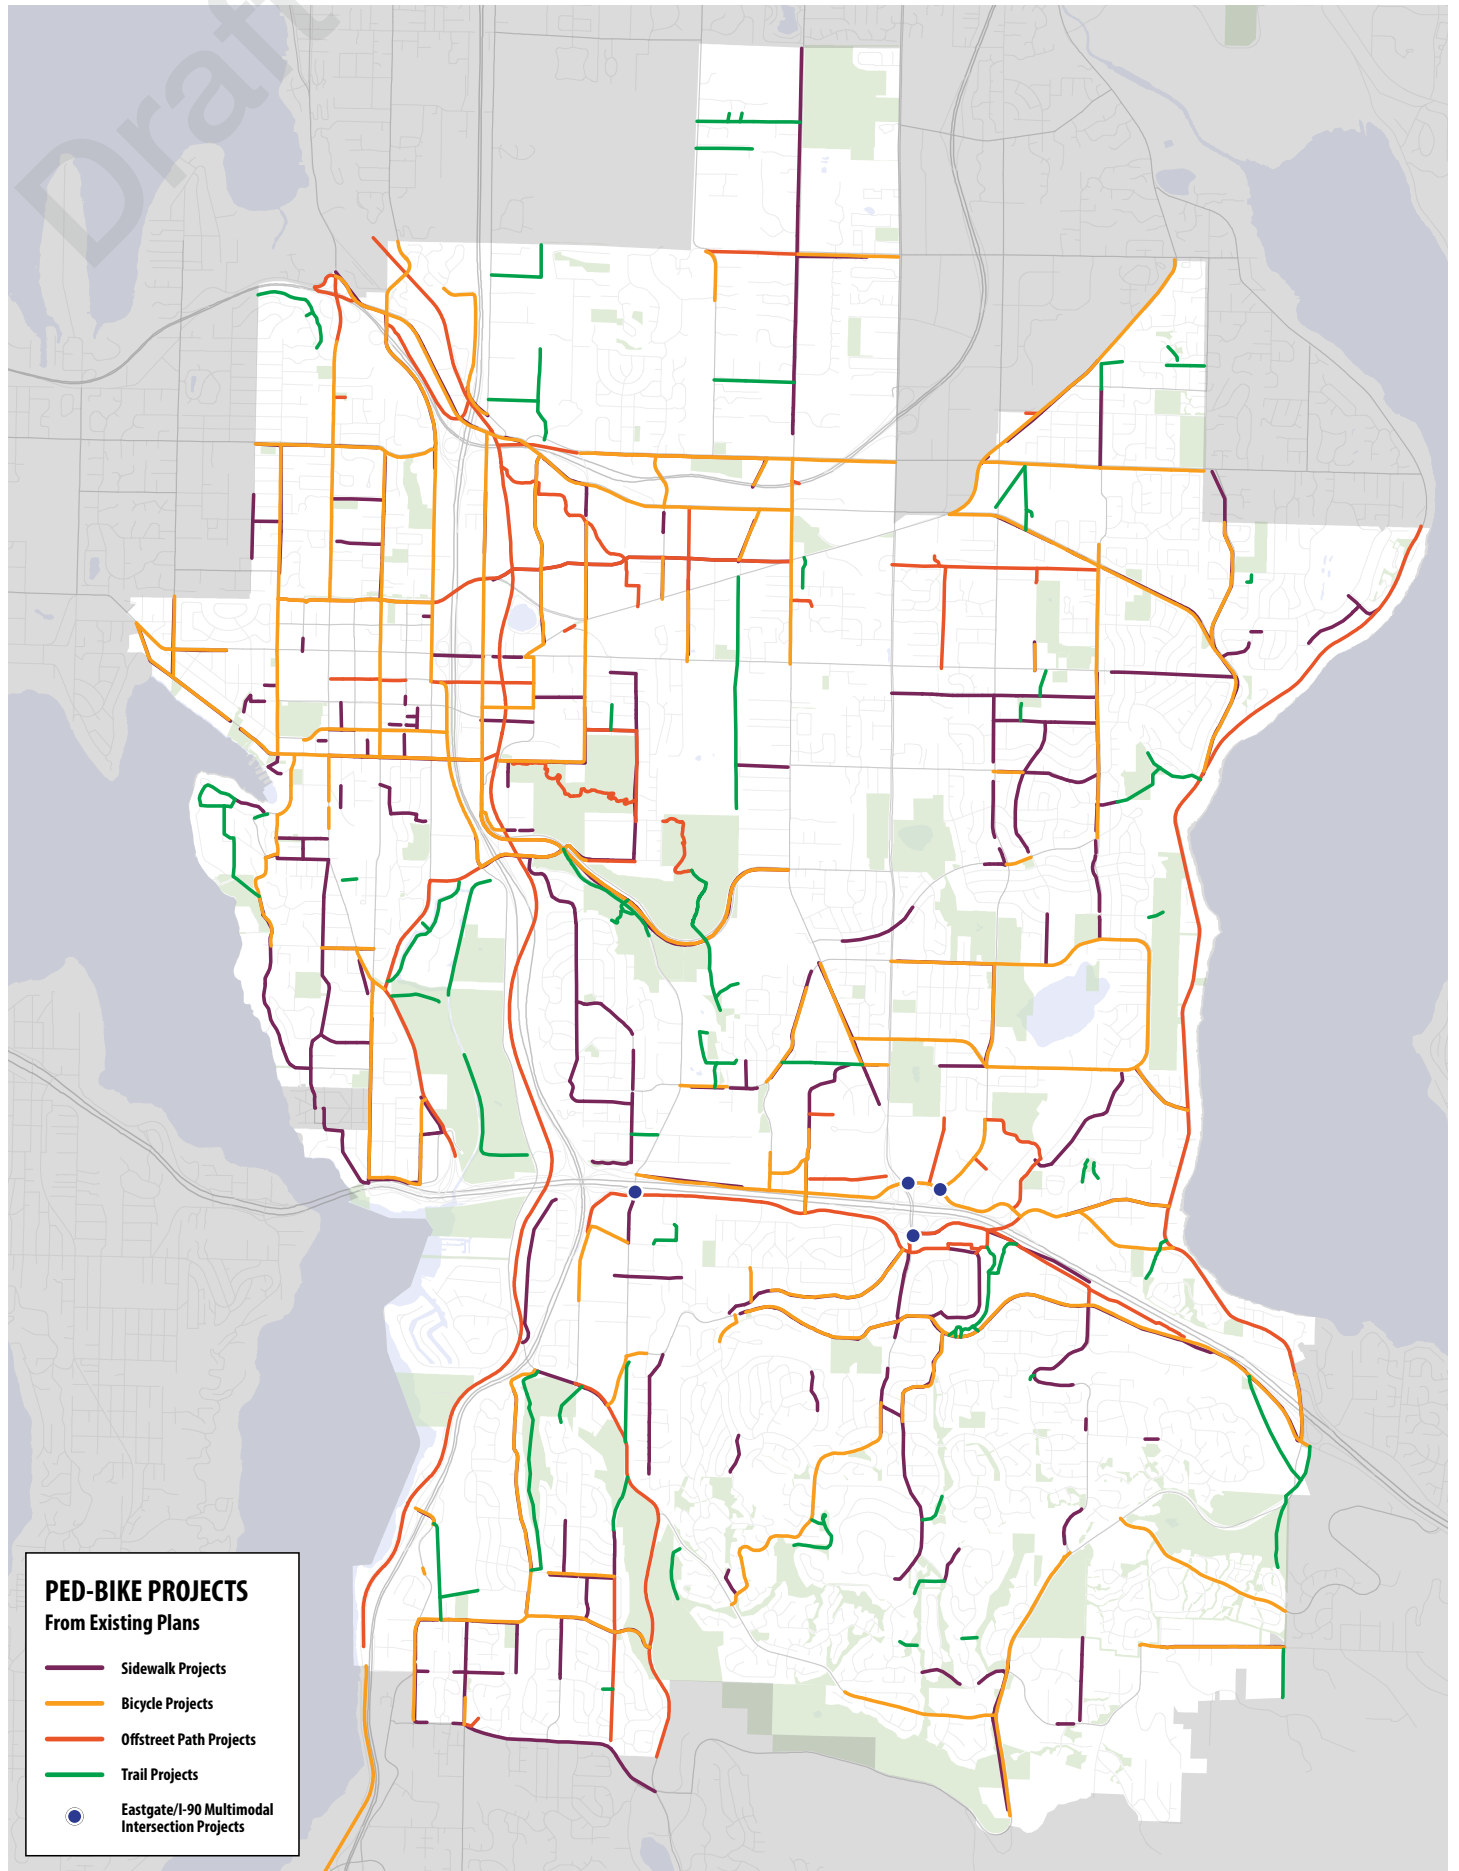 Draft
PED-BIKE PROJECTS
From Existing Plans
Sidewalk Projects
Bicycle Projects
Offstreet Path Projects
Trail Projects
Eastgate/I-90 Multimodal
Intersection Projects